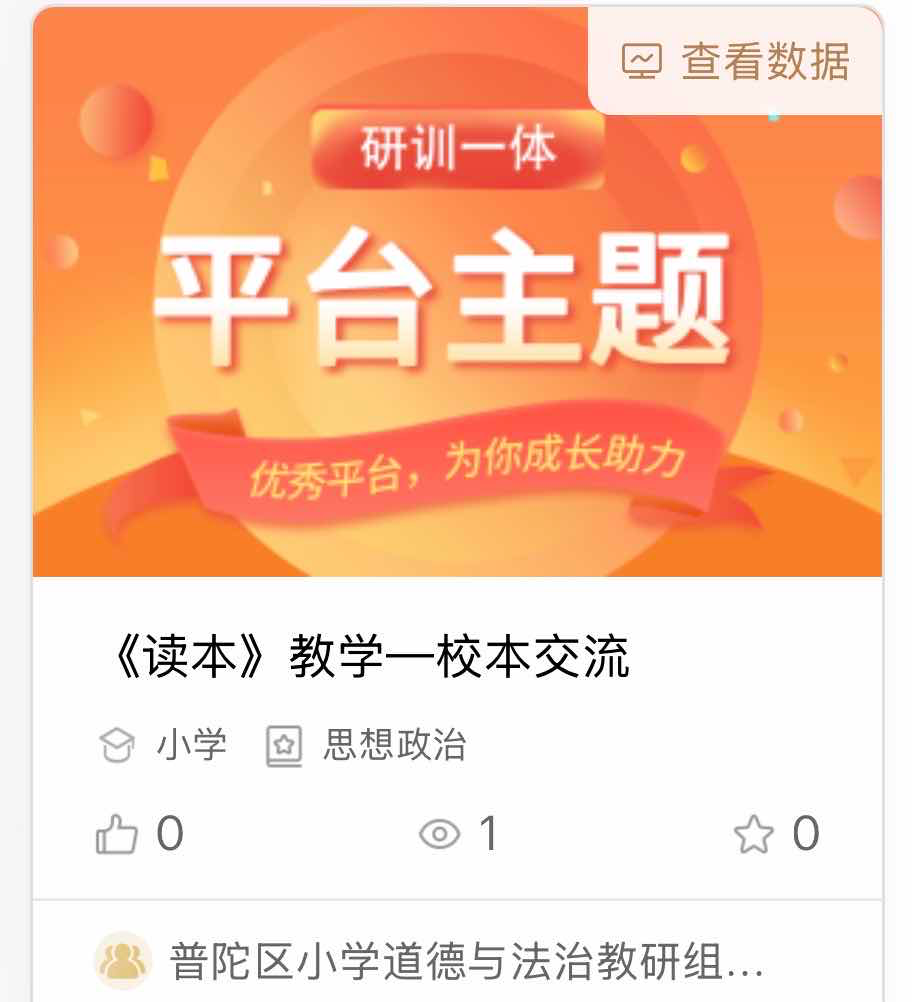 查看数据
研训一体
平台主题
优秀平台，为你成长助力
《读本》教学—校本交流
小学 思想政治
0 1 0
普陀区小学道德与法治教研组...